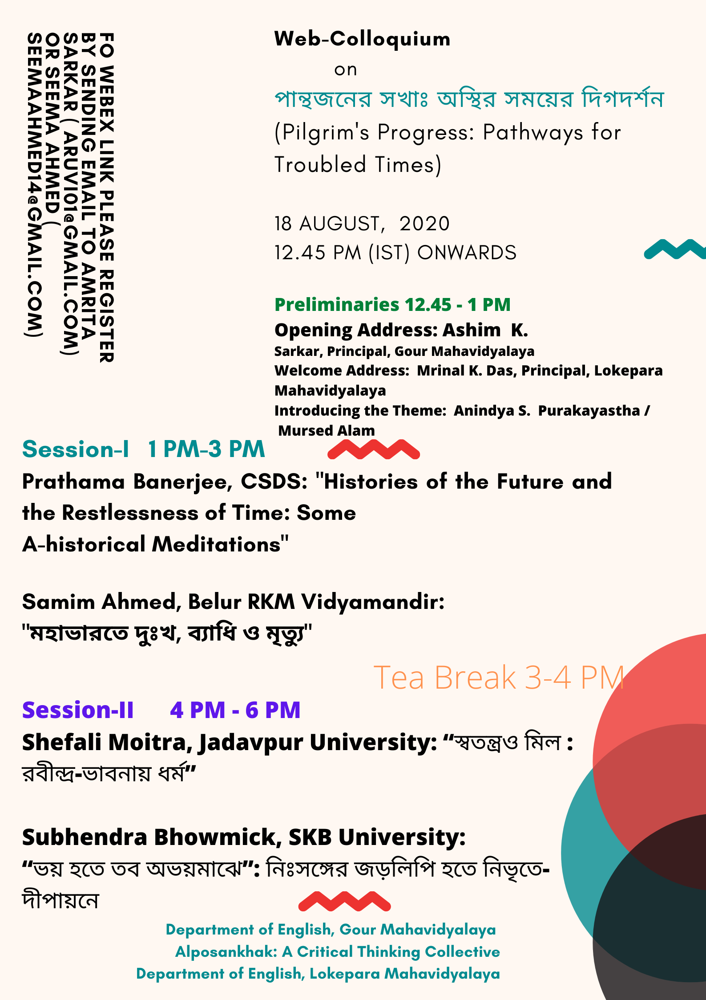 FO WEBEX LINK PLEASE REGISTER
BY SENDING EMAIL TO AMRITA
SARKAR ( ARUVI01@GMAIL.COM)
OR SEEMA AHMED (
SEEMAAHMED14@GMAIL.COM)
Web-Colloquium
on
পান্থজনের সখাঃ অস্থির সময়ের দিগদর্শন
(Pilgrim's Progress: Pathways for
Troubled Times)
18 AUGUST,  2020
12.45 PM (IST) ONWARDS
Preliminaries 12.45 - 1 PM
Opening Address: Ashim  K.
Sarkar, Principal, Gour Mahavidyalaya
Welcome Address:  Mrinal K. Das, Principal, Lokepara
Mahavidyalaya
Introducing the Theme:  Anindya S.  Purakayastha /
Mursed Alam
Session-I   1 PM-3 PM
Prathama Banerjee, CSDS: "Histories of the Future and
the Restlessness of Time: Some
A-historical Meditations"
Samim Ahmed, Belur RKM Vidyamandir:
"মহাভারতে দুঃখ, ব্যাধি ও মৃত্যু"
Tea Break 3-4 PM
Session-II     4 PM - 6 PM
Shefali Moitra, Jadavpur University: “স্বতন্ত্রও মিল :
রবীন্দ্র-ভাবনায় ধর্ম”
Subhendra Bhowmick, SKB University:
“ভয় হতে তব অভয়মাঝে”: নিঃসঙ্গের জড়লিপি হতে নিভৃতে-
দীপায়নে
Department of English, Gour Mahavidyalaya
Alposankhak: A Critical Thinking Collective
Department of English, Lokepara Mahavidyalaya